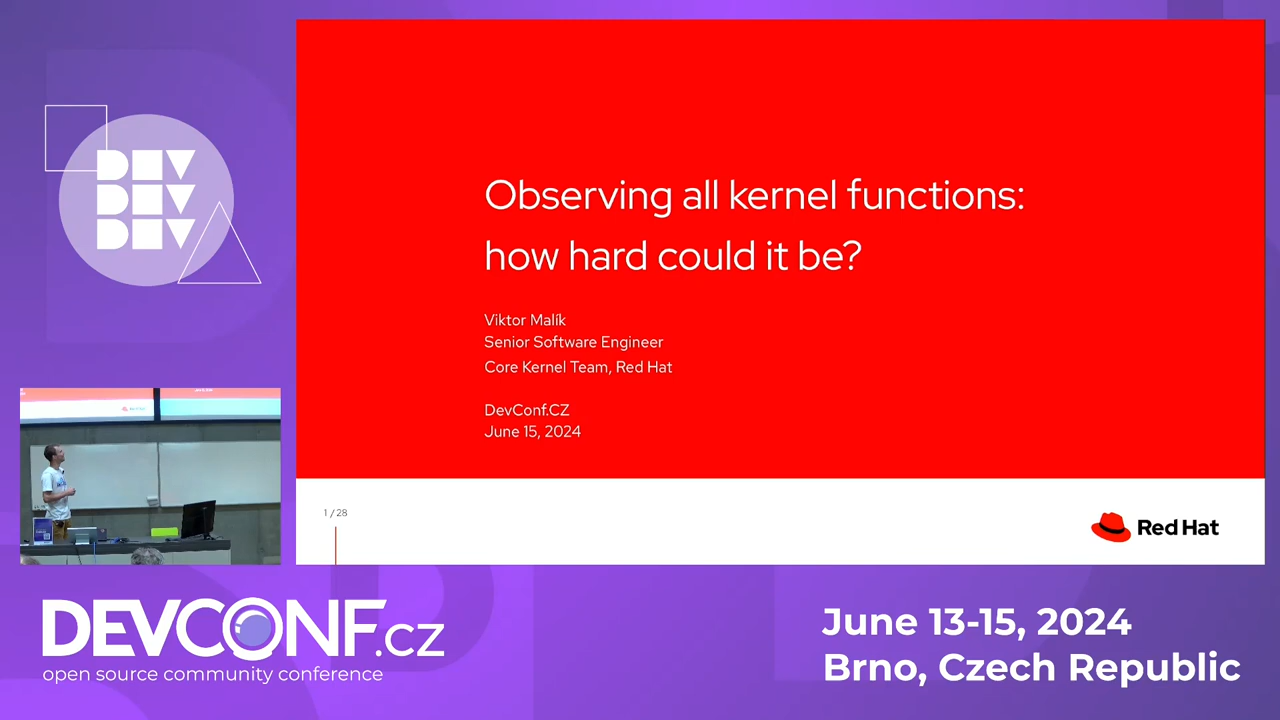 DEV
DEV
DEV
Observing all kernel functions:
how hard could it be?
Viktor Malík
Senior Software Engineer
Core Kernel Team, Red Hat
DevConf.CZ
June 15, 2024
1 / 28
Red Hat
DEVCONF.cz
open source community conference
June 13-15, 2024
Brno, Czech Republic